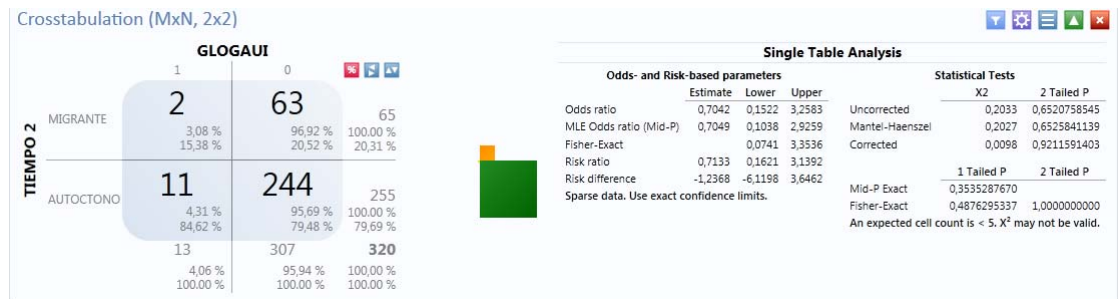 Crosstabulation (MxN, 2x2)
GLOGAUI
1 0
%
TIEMPO 2
MIGRANTE 2 63 65
3,08 % 96,92 % 100.00 %
15,38 % 20,52 % 20,31 %
AUTOCTONO 11 244 255
4,31 % 95,69 % 100.00 %
84,62 % 79,48 % 79,69 %
13 307 320
4,06 % 95,94 % 100,00 %
100.00 % 100.00 % 100.00 %
Single Table Analysis
Odds- and Risk-based parameters
Estimate Lower Upper
Odds ratio 0,7042 0,1522 3,2583
MLE Odds ratio (Mid-P) 0,7049 0,1038 2,9259
Fisher-Exact 0,0741 3,3536
Risk ratio 0,7133 0,1621 3,1392
Risk difference -1,2368 -6,1198 3,6462
Sparse data. Use exact confidence limits.
Statistical Tests
X2 2 Tailed P
Uncorrected 0,2033 0,6520758545
Mantel-Haenszel 0,2027 0,6525841139
Corrected 0,0098 0,9211591403
1 Tailed P 2 Tailed P
Mid-P Exact 0,3535287670
Fisher-Exact 0,4876295337 1,0000000000
An expected cell count is < 5. X² may not be valid.